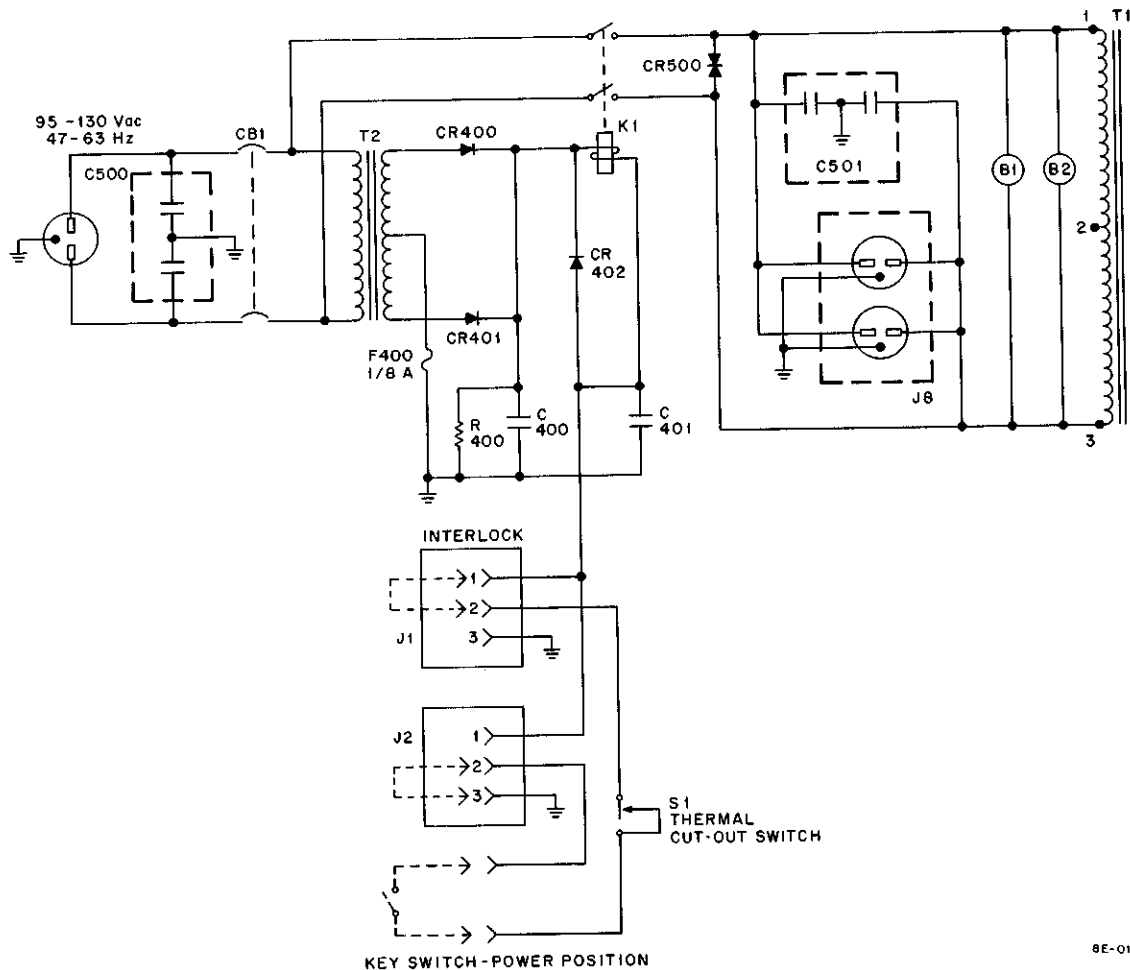 1 T1
CR500
K1
95 -130 Vac
47-63 Hz
CB1
T2
CR400
C500
C501
B1 B2
2
CR
402
CR401
F400
1/8 A
J8
R
400
C
400
C
401
3
INTERLOCK
1
2
J1 3
J2 1
2
3
S1
THERMAL
CUT-OUT SWITCH
KEY SWITCH-POWER POSITION
8E-01